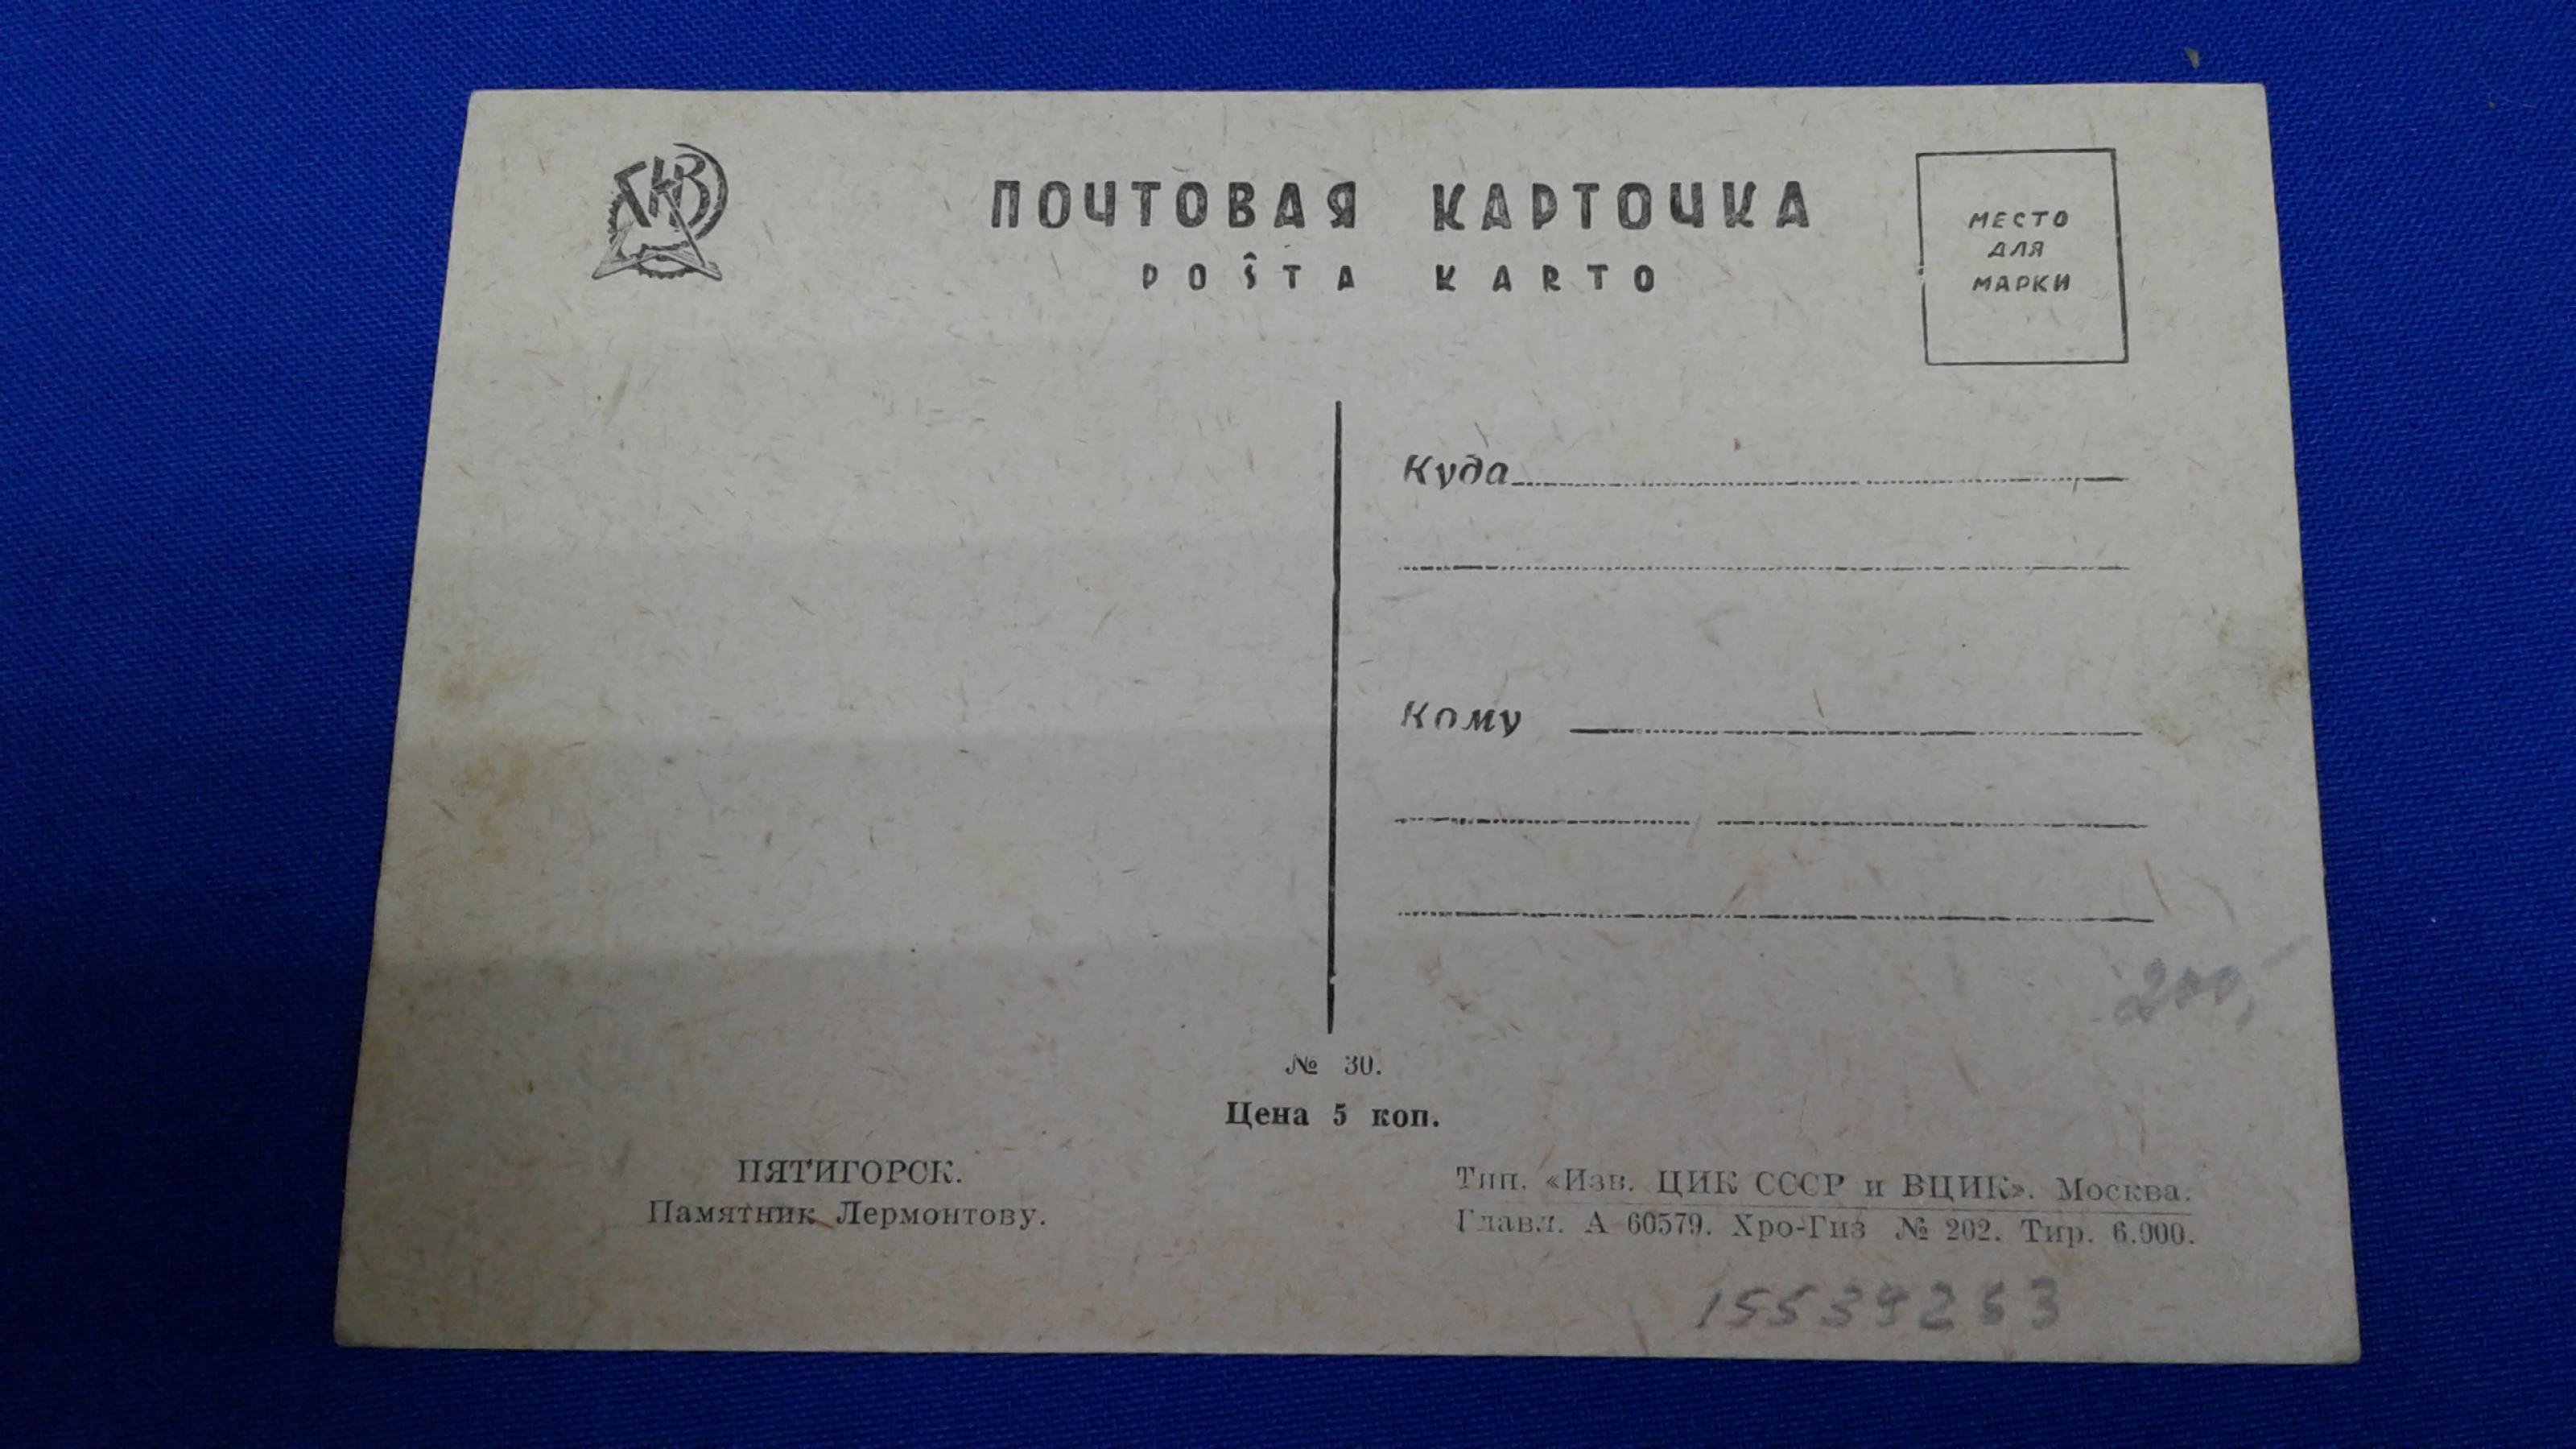 ПОЧТОВАЯ КАРТОЧКА
POŜTA KARTO
МЕСТО
ДЛЯ
МАРКИ
Куда
Кому
№ 30.
Цена 5 коп.
ПЯТИГОРСК.
Памятник Лермонтову.
Тип. «Изв. ЦИК СССР и ВЦИК». Москва.
Главл. А 60579. Хро-Гиз № 202. Тир. 6.000.
200,-